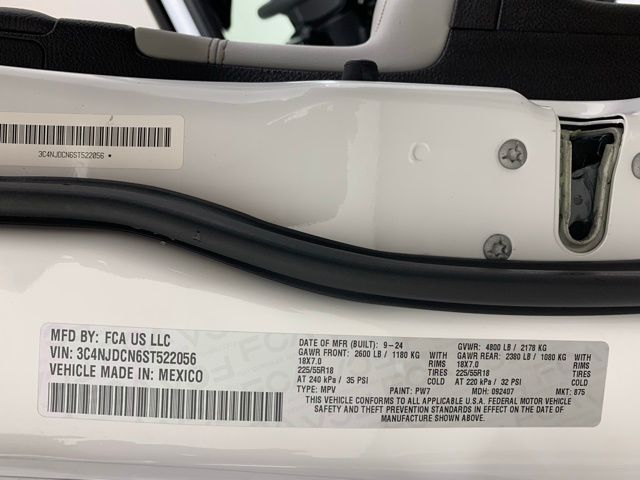 3C4NJDCN6ST522056 •
MFD BY: FCA US LLC
VIN: 3C4NJDCN6ST522056
VEHICLE MADE IN: MEXICO
DATE OF MFR (BUILT): 9-24 GVWR: 4800 LB / 2178 KG
GAWR FRONT: 2600 LB / 1180 KG WITH GAWR REAR: 2380 LB / 1080 KG WITH
18X7.0 RIMS 18X7.0 RIMS
225/55R18 TIRES 225/55R18 TIRES
AT 240 kPa / 35 PSI COLD AT 220 kPa / 32 PSI COLD
TYPE: MPV PAINT: PW7 MDH: 092407 MKT: 875
THIS VEHICLE CONFORMS TO ALL APPLICABLE U.S.A. FEDERAL MOTOR VEHICLE
SAFETY AND THEFT PREVENTION STANDARDS IN EFFECT ON THE DATE OF
MANUFACTURE SHOWN ABOVE.